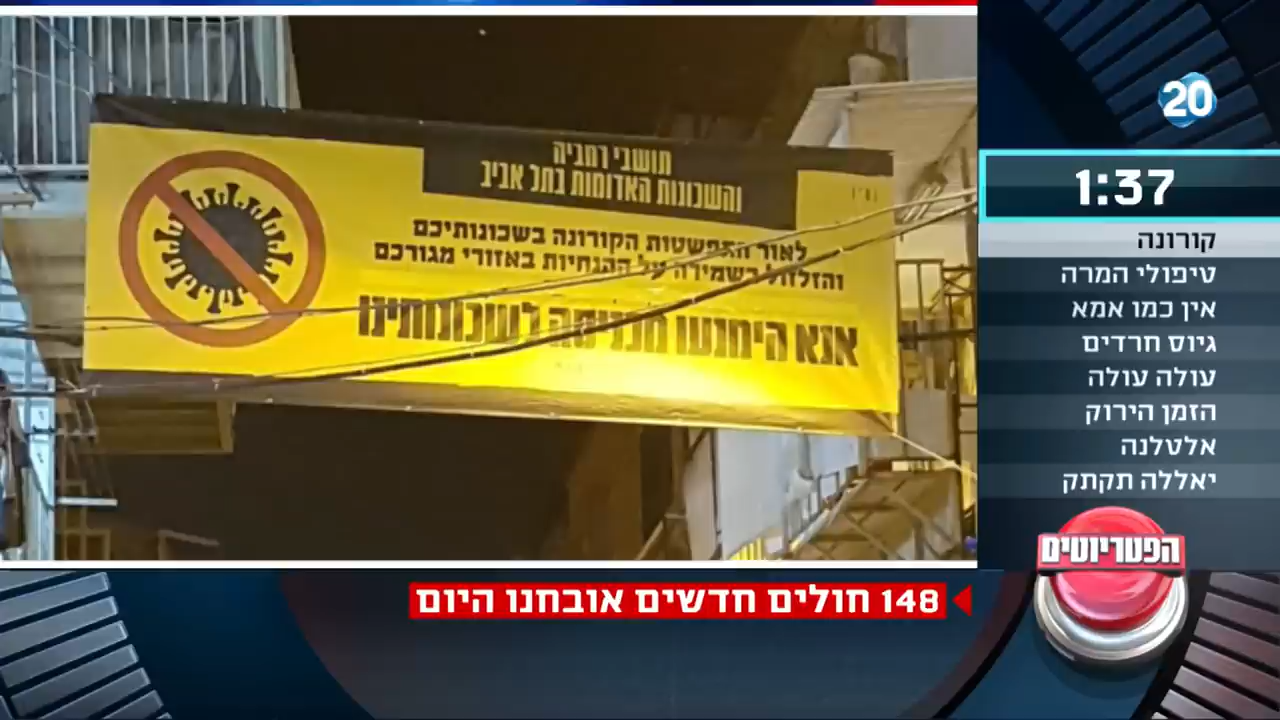 תושבי רחביה
והשכונות האדומות בתל אביב
לאור התפשטות הקורונה בשכונותיכם
והזלזול בשמירה על ההנחיות באזורי מגורכם
אנא הימנעו מכניסה לשכונותינו
20
1:37
קורונה
טיפולי המרה
אין כמו אמא
גיוס חרדים
עולה עולה
הזמן הירוק
אלטלנה
יאללה תקתק
הפטריוטים
148 חולים חדשים אובחנו היום